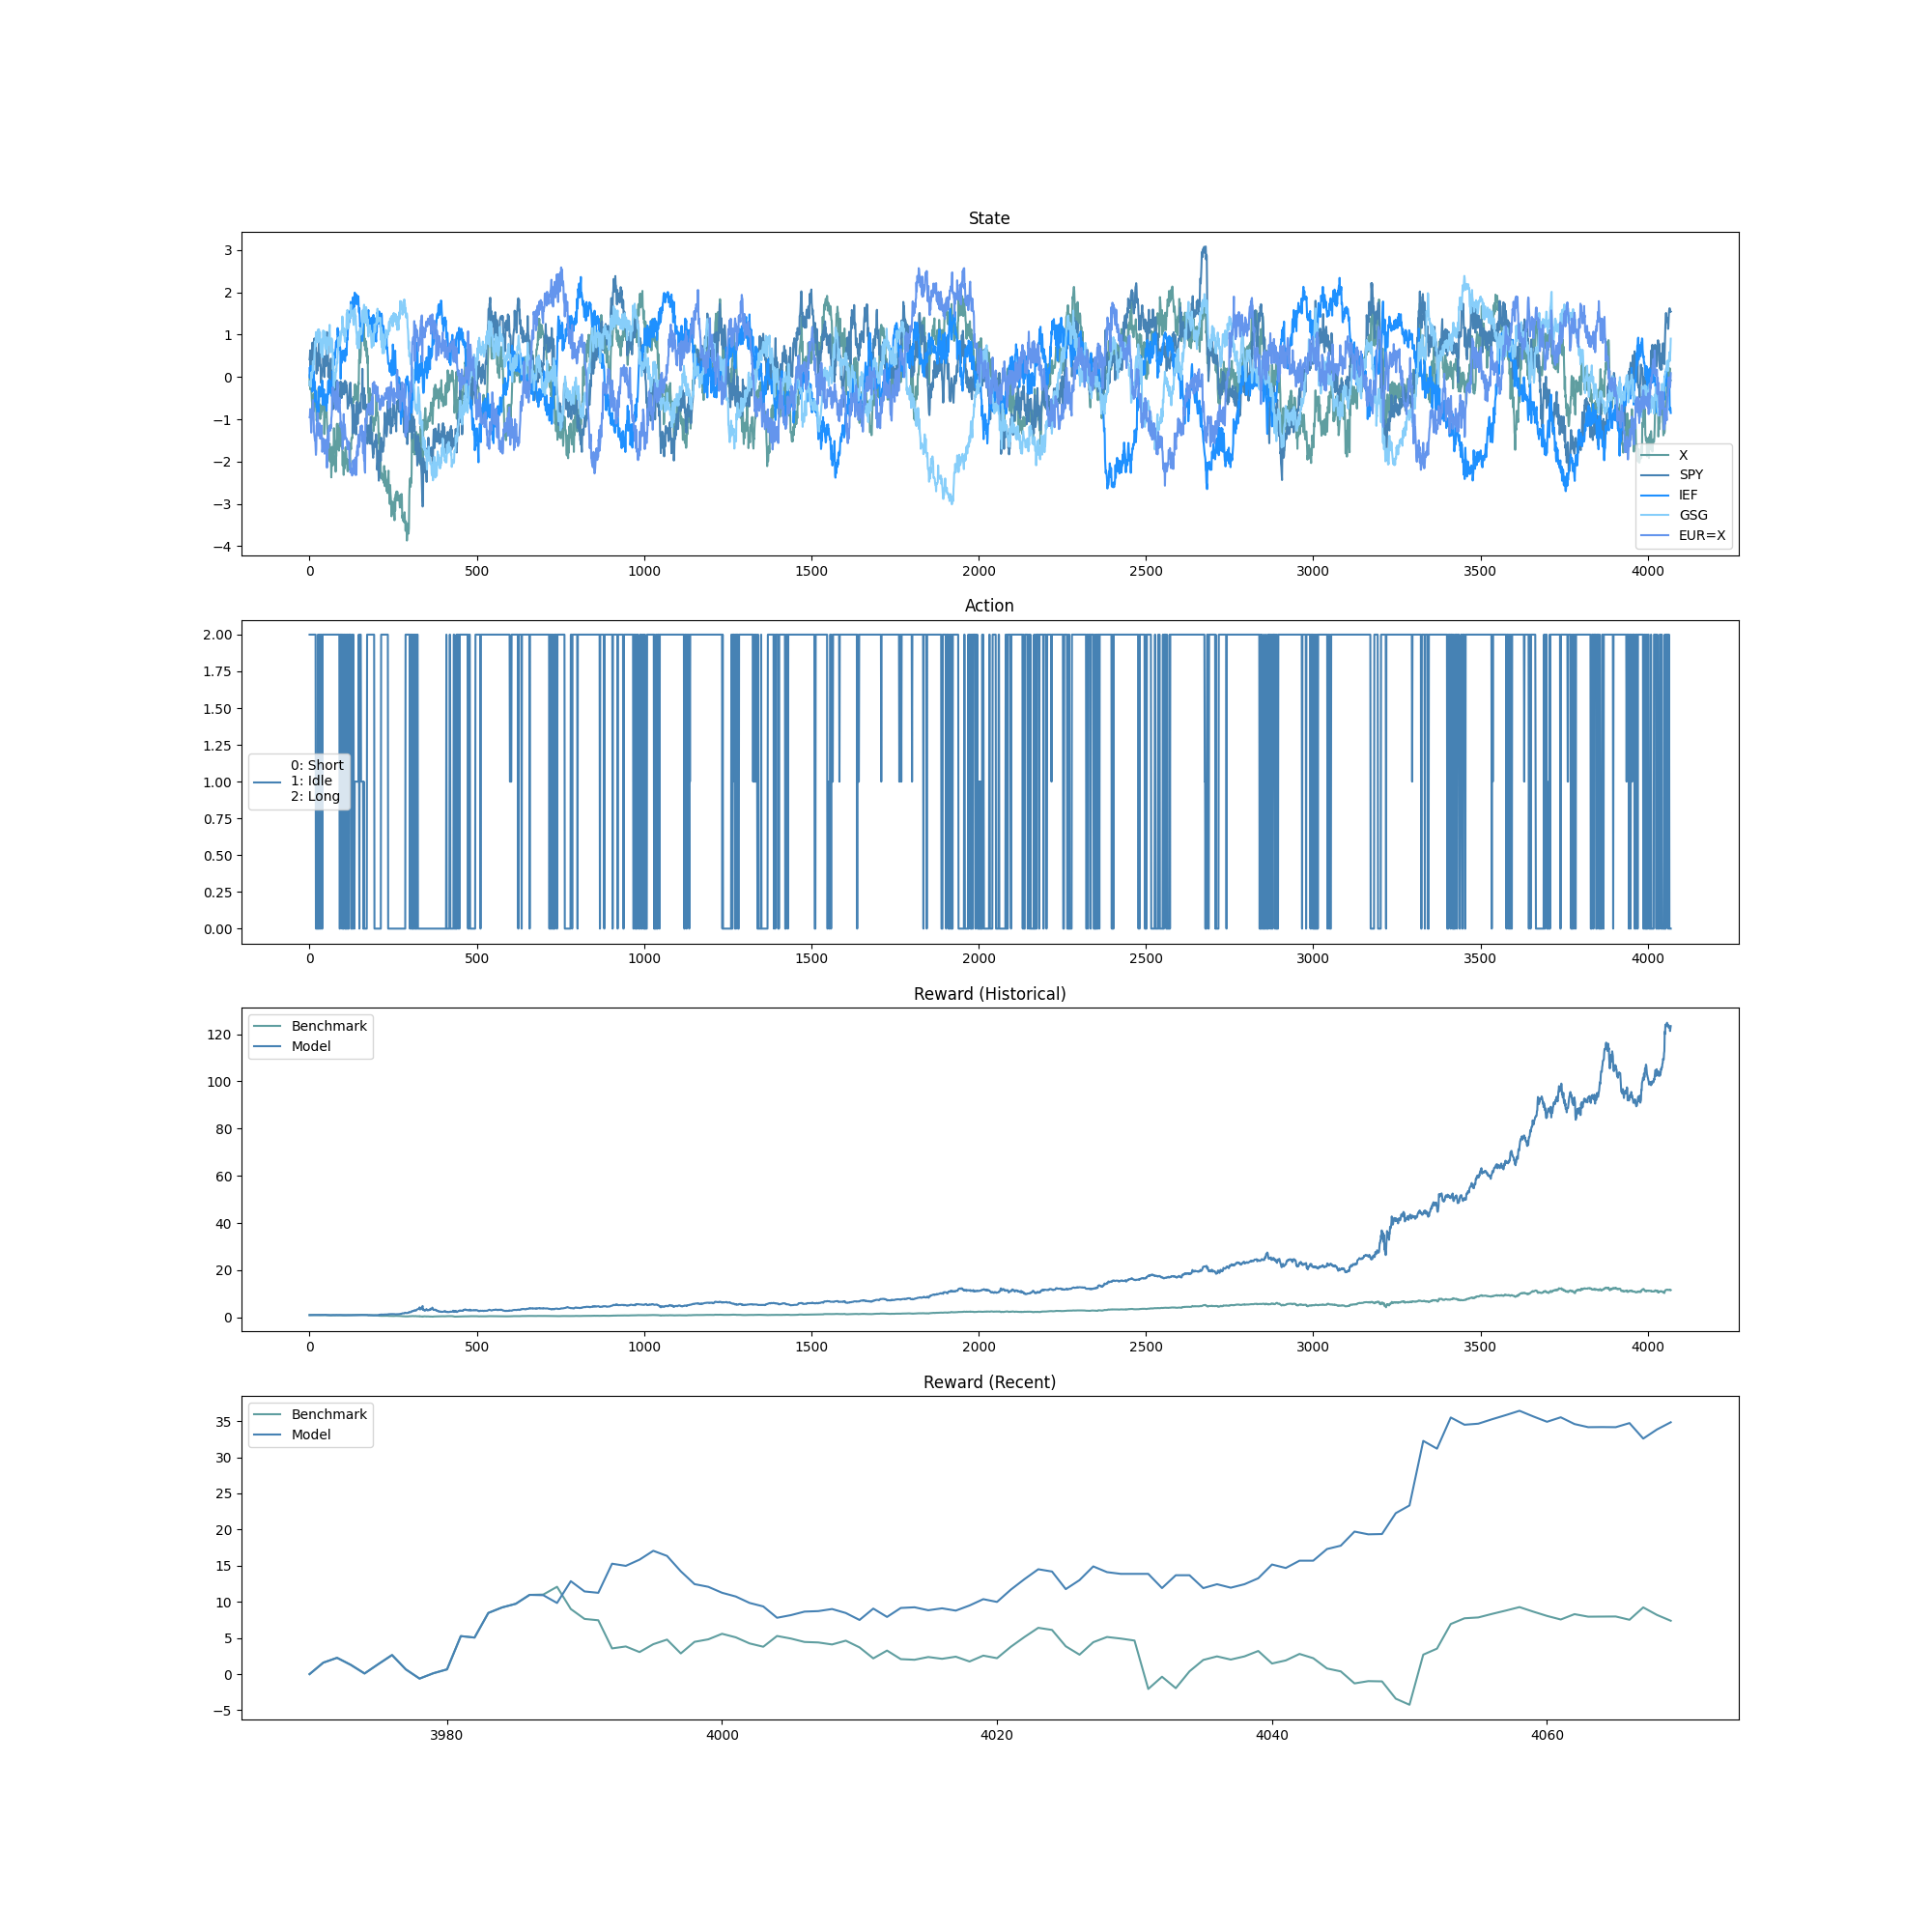 State
3
2
1
0
−1
−2
−3
−4
X
SPY
IEF
GSG
EUR=X
0 500 1000 1500 2000 2500 3000 3500 4000
Action
2.00
1.75
1.50
1.25
1.00
0.75
0.50
0.25
0.00
0: Short
1: Idle
2: Long
0 500 1000 1500 2000 2500 3000 3500 4000
Reward (Historical)
Benchmark
Model
120
100
80
60
40
20
0
0 500 1000 1500 2000 2500 3000 3500 4000
Reward (Recent)
Benchmark
Model
35
30
25
20
15
10
5
0
−5
3980 4000 4020 4040 4060